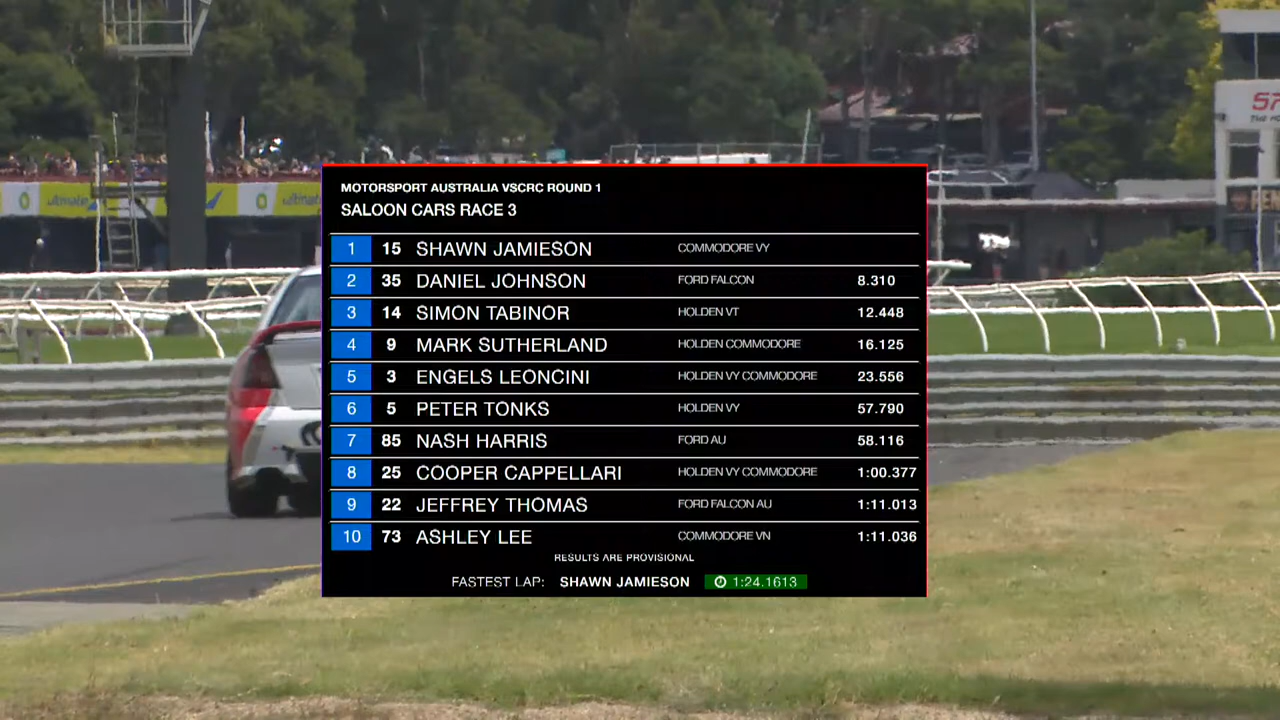 MOTORSPORT AUSTRALIA VSCRC ROUND 1
SALOON CARS RACE 3
1 15 SHAWN JAMIESON COMMODORE VY
2 35 DANIEL JOHNSON FORD FALCON 8.310
3 14 SIMON TABINOR HOLDEN VT 12.448
4 9 MARK SUTHERLAND HOLDEN COMMODORE 16.125
5 3 ENGELS LEONCINI HOLDEN VY COMMODORE 23.556
6 5 PETER TONKS HOLDEN VY 57.790
7 85 NASH HARRIS FORD AU 58.116
8 25 COOPER CAPPELLARI HOLDEN VY COMMODORE 1:00.377
9 22 JEFFREY THOMAS FORD FALCON AU 1:11.013
10 73 ASHLEY LEE COMMODORE VN 1:11.036
RESULTS ARE PROVISIONAL
FASTEST LAP: SHAWN JAMIESON 1:24.1613
ultimate
ultimate